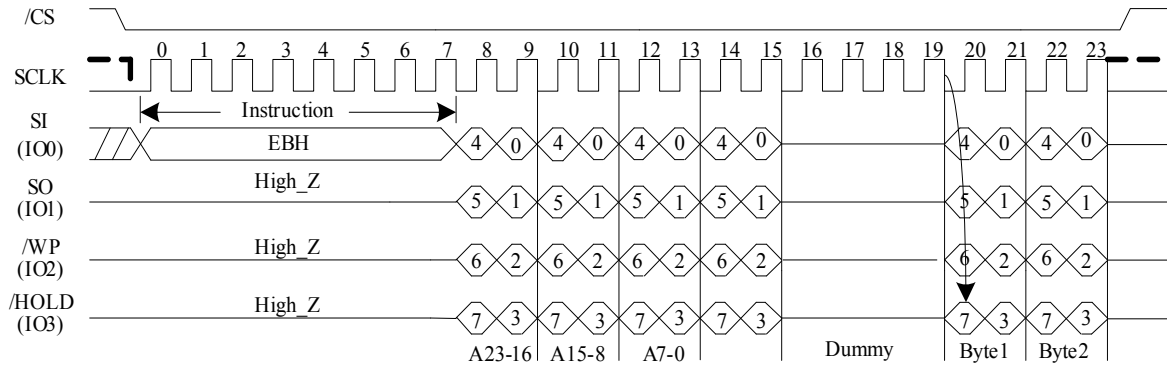 /CS
0 1 2 3 4 5 6 7 8 9 10 11 12 13 14 15 16 17 18 19 20 21 22 23
SCLK
Instruction
SI
(IO0)
EBH
4 0 4 0 4 0 4 0 4 0 4 0
SO
(IO1)
High_Z
5 1 5 1 5 1 5 1 5 1 5 1
/WP
(IO2)
High_Z
6 2 6 2 6 2 6 2 6 2 6 2
/HOLD
(IO3)
High_Z
7 3 7 3 7 3 7 3 7 3 7 3
A23-16 A15-8 A7-0 Dummy Byte1 Byte2